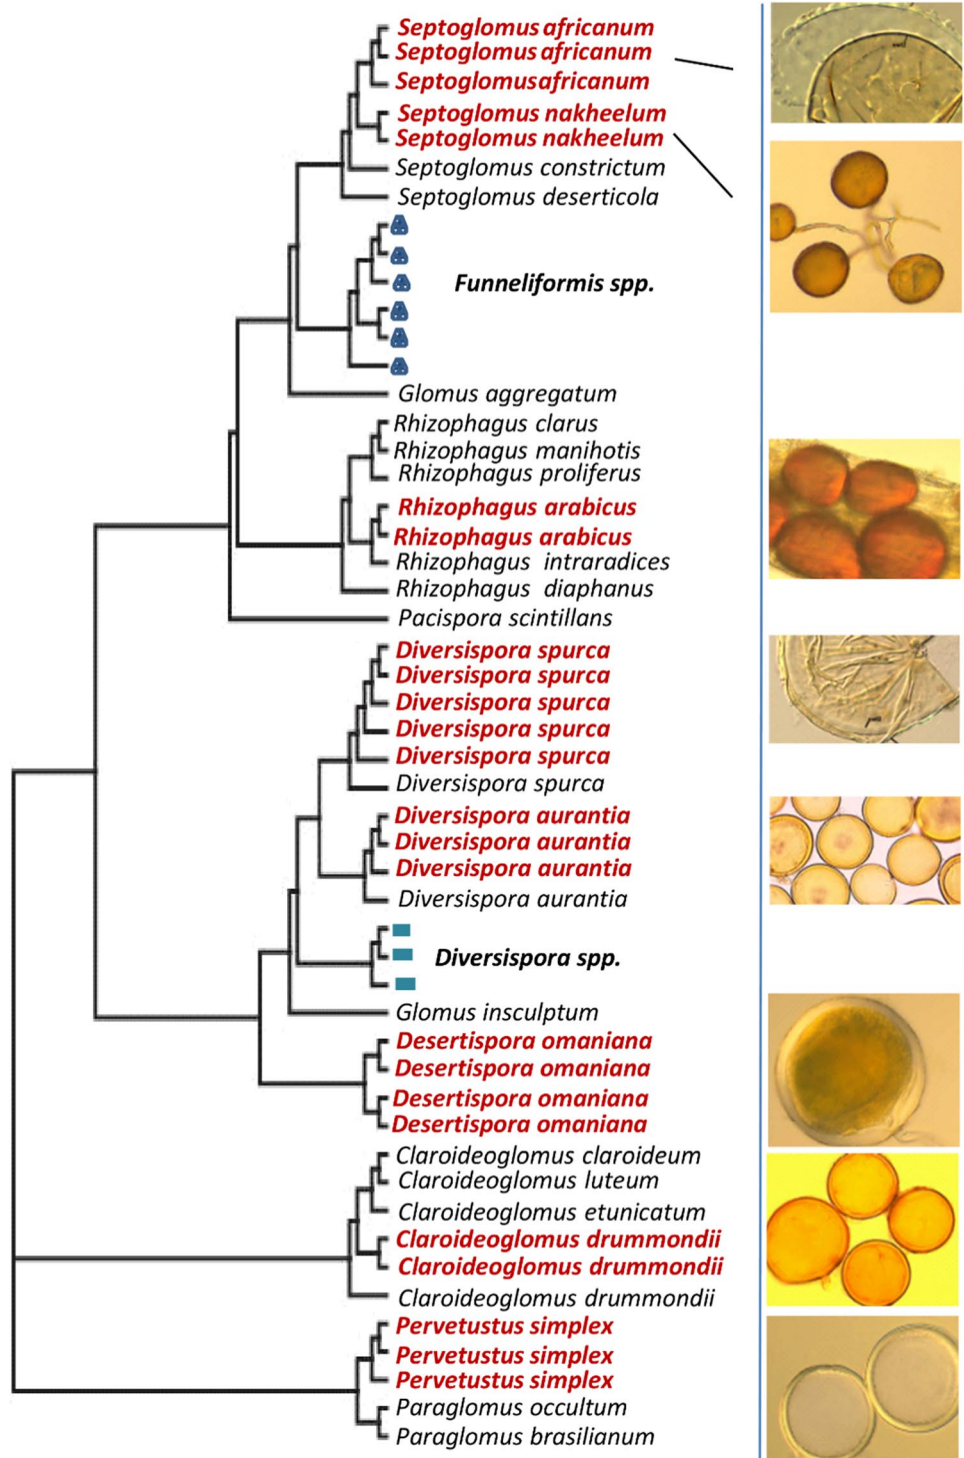 Septoglomus africanum
Septoglomus africanum
Septoglomusafricanum
Septoglomus nakheelum
Septoglomus nakheelum
Septoglomus constrictum
Septoglomus deserticola
Funneliformis spp.
Glomus aggregatum
Rhizophagus clarus
Rhizophagus manihotis
Rhizophagus proliferus
Rhizophagus arabicus
Rhizophagus arabicus
Rhizophagus intraradices
Rhizophagus diaphanus
Pacispora scintillans
Diversispora spurca
Diversispora spurca
Diversispora spurca
Diversispora spurca
Diversispora spurca
Diversispora spurca
Diversispora aurantia
Diversispora aurantia
Diversispora aurantia
Diversispora aurantia
Diversispora spp.
Glomus insculptum
Desertispora omaniana
Desertispora omaniana
Desertispora omaniana
Desertispora omaniana
Claroideoglomus claroideum
Claroideoglomus luteum
Claroideoglomus etunicatum
Claroideoglomus drummondii
Claroideoglomus drummondii
Claroideoglomus drummondii
Pervetustus simplex
Pervetustus simplex
Pervetustus simplex
Paraglomus occultum
Paraglomus brasilianum